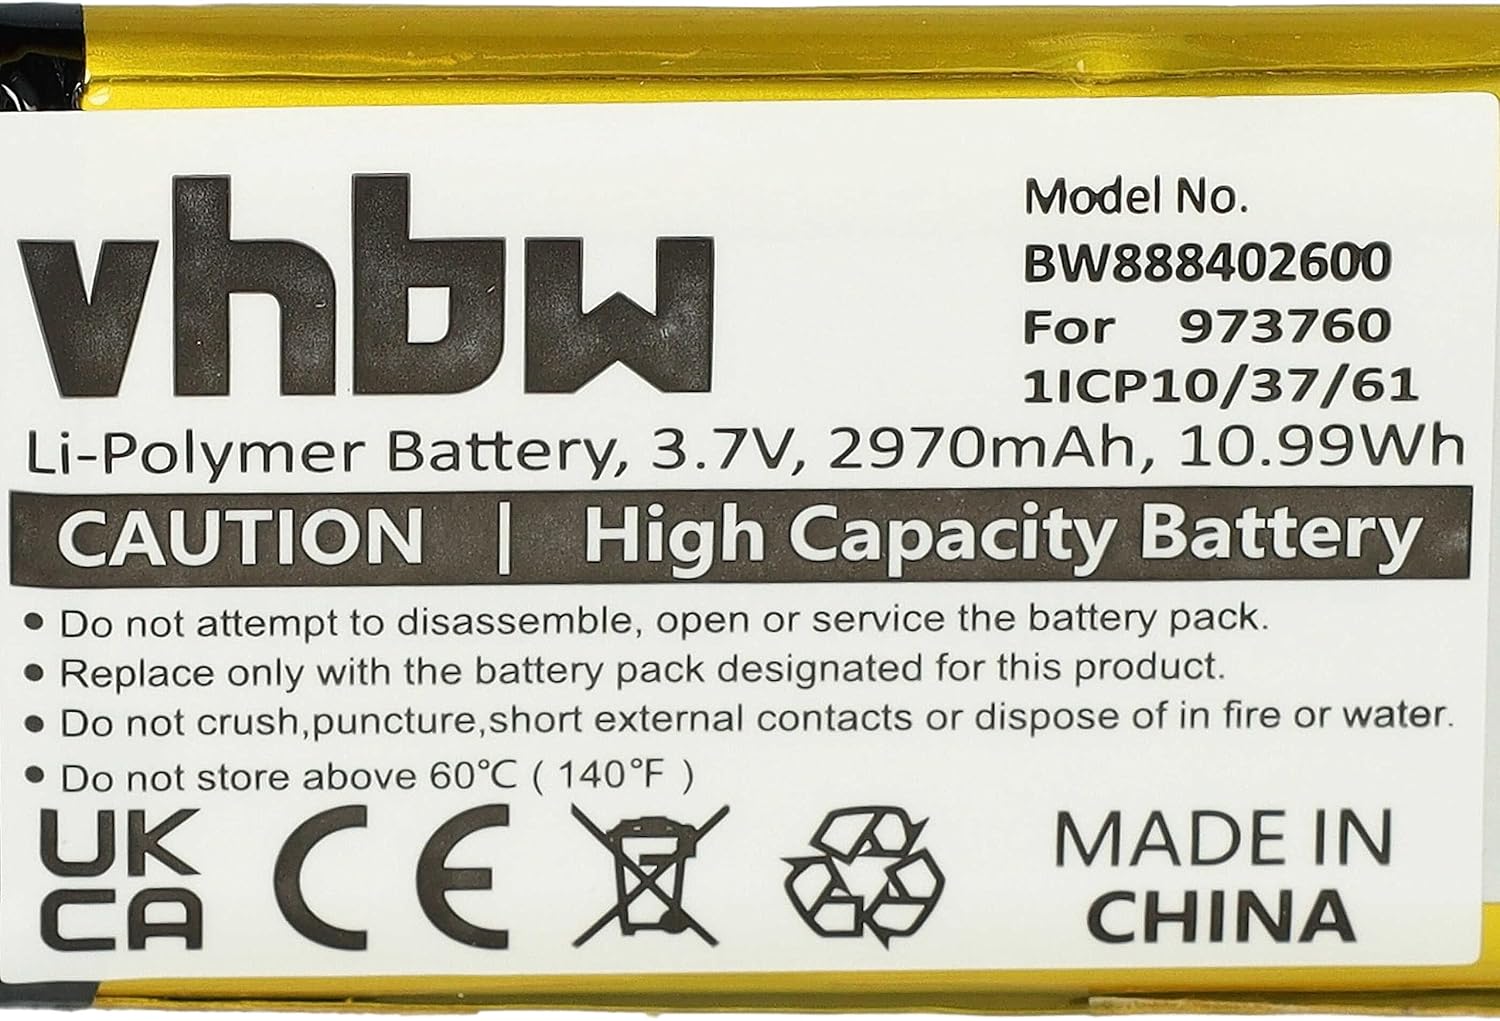 vhbw
Model No.
BW888402600
For 973760
1ICP10/37/61
Li-Polymer Battery, 3.7V, 2970mAh, 10.99Wh
CAUTION | High Capacity Battery
• Do not attempt to disassemble, open or service the battery pack.
• Replace only with the battery pack designated for this product.
• Do not crush,puncture,short external contacts or dispose of in fire or water.
• Do not store above 60°C ( 140°F )
UK
CA
CE
MADE IN
CHINA